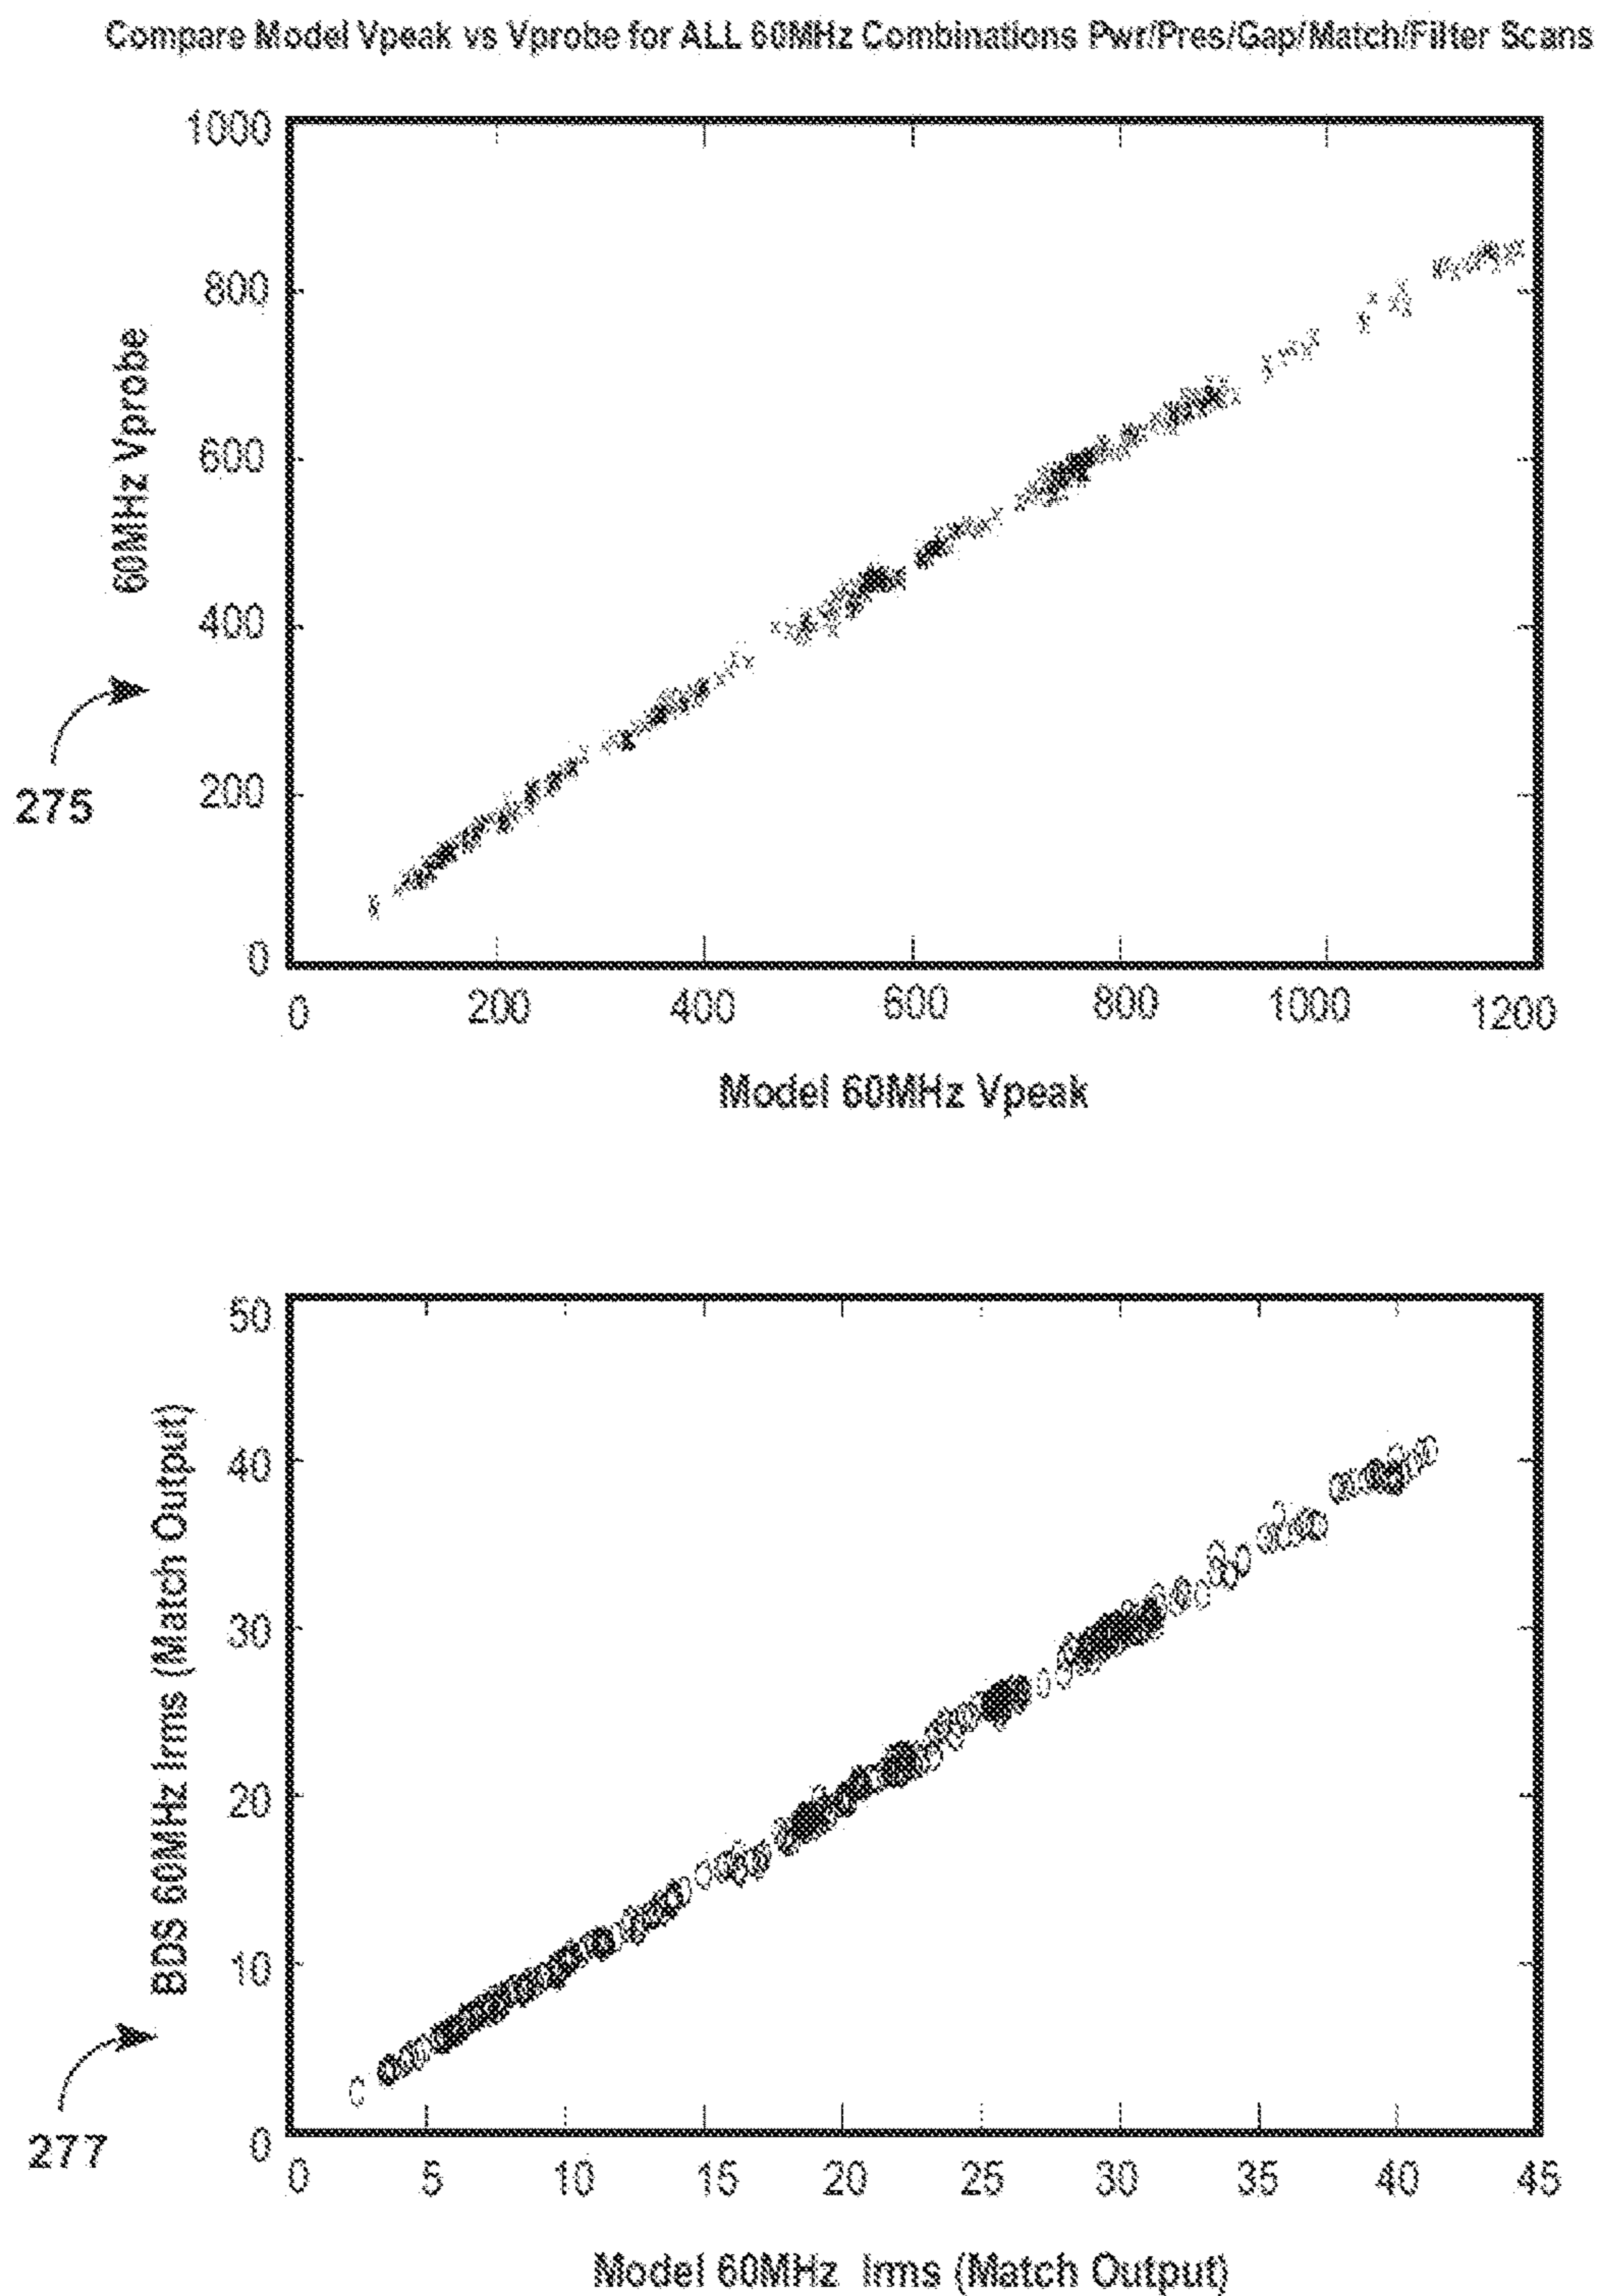 Compare Model Vpeak vs Vprobe for ALL 60MHz Combinations Pwr/Pres/Gap/Match/Filter Scans
1000
800
600
400
200
0
60MHz Vprobe
275
0 200 400 600 800 1000 1200
Model 60MHz Vpeak
50
40
30
20
10
0
BDS 60MHz Irms (Match Output)
277
0 5 10 15 20 25 30 35 40 45
Model 60MHz Irms (Match Output)